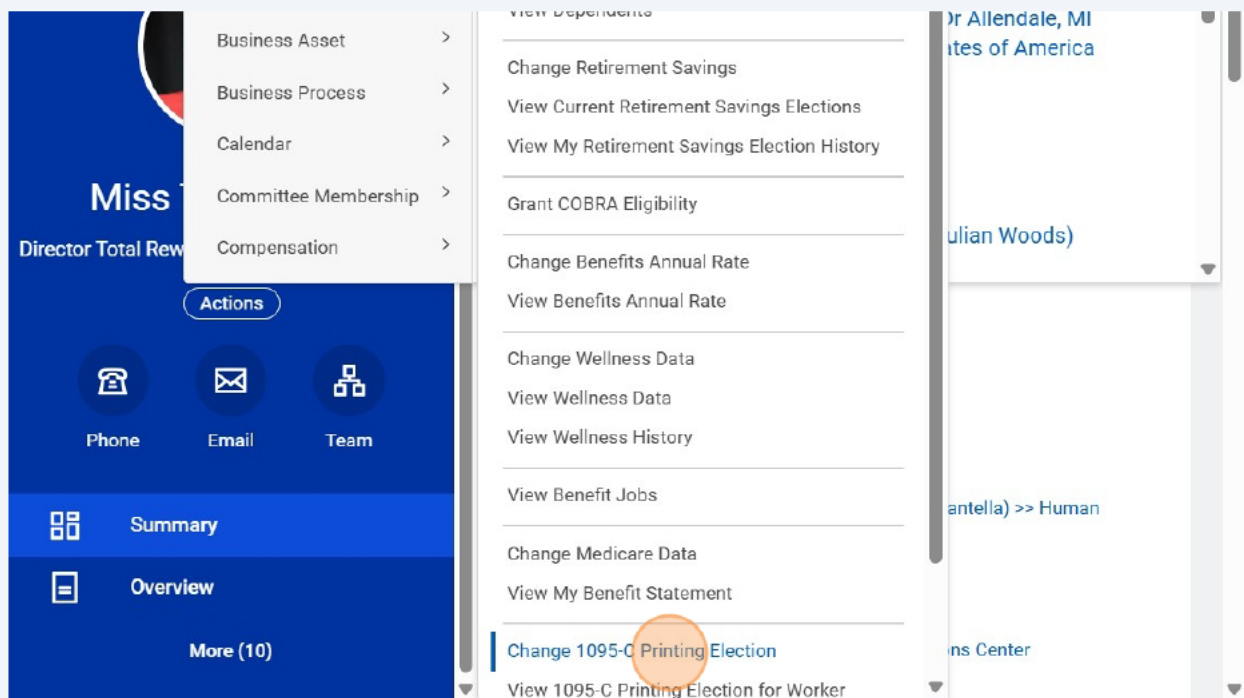 Miss
Director Total Rew
Actions
Phone
Email
Team
Summary
Overview
More (10)
Business Asset
Business Process
Calendar
Committee Membership
Compensation
View Dependents
Change Retirement Savings
View Current Retirement Savings Elections
View My Retirement Savings Election History
Grant COBRA Eligibility
Change Benefits Annual Rate
View Benefits Annual Rate
Change Wellness Data
View Wellness Data
View Wellness History
View Benefit Jobs
Change Medicare Data
View My Benefit Statement
Change 1095-C Printing Election
View 1095-C Printing Election for Worker
Dr Allendale, MI
ates of America
ulian Woods)
antella) >> Human
ns Center